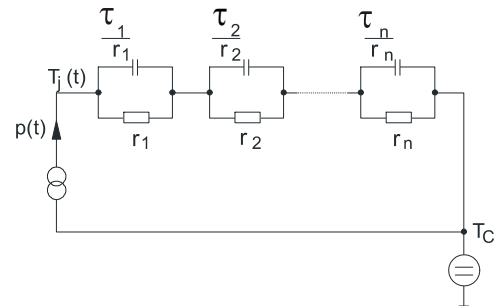 τ1 τ2 τn
r1 r2 rn
Tj (t)
p(t)
r1 r2 rn
TC